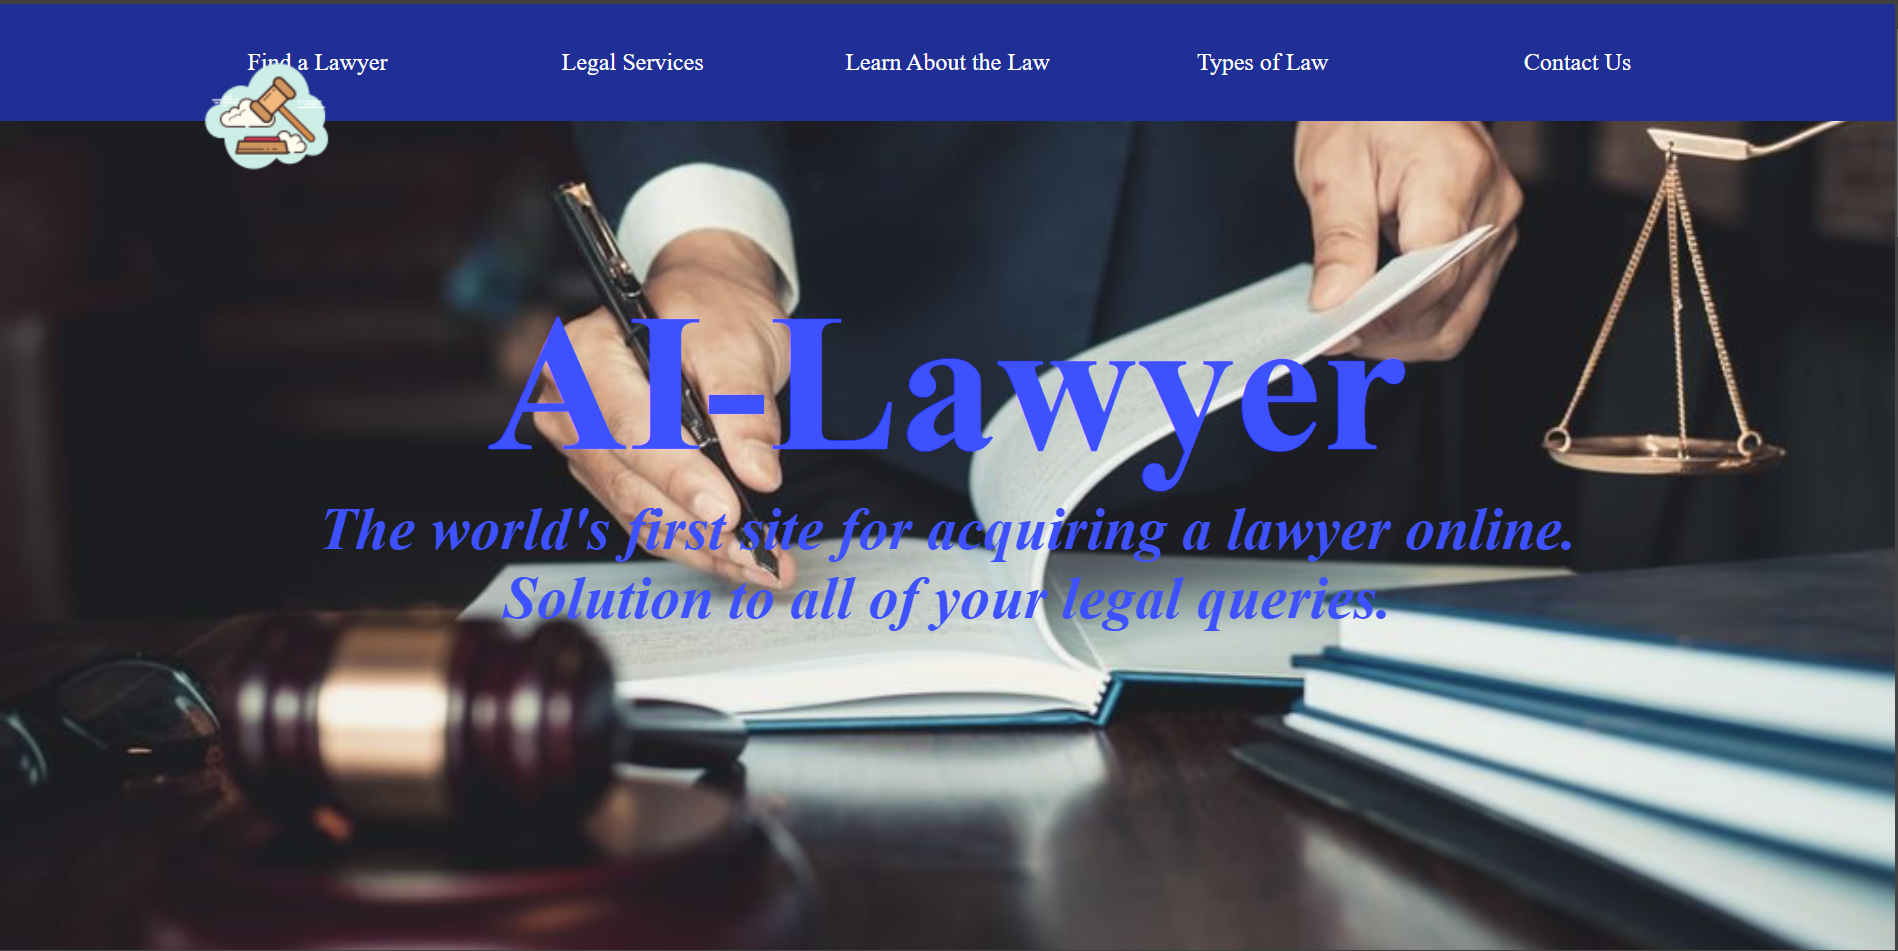 Find a Lawyer
Legal Services
Learn About the Law
Types of Law
Contact Us
AI-Lawyer
The world's first site for acquiring a lawyer online.
Solution to all of your legal queries.